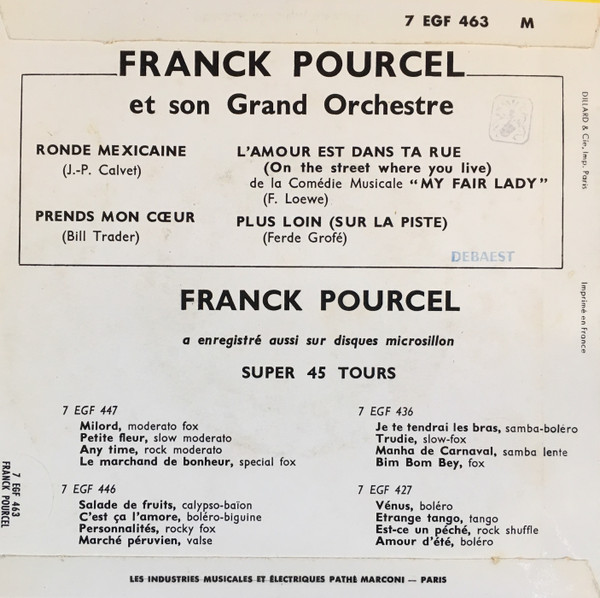 7 EGF 463 M
FRANCK POURCEL
et son Grand Orchestre
RONDE MEXICAINE
(J.-P. Calvet)
PRENDS MON CŒUR
(Bill Trader)
L'AMOUR EST DANS TA RUE
(On the street where you live)
de la Comédie Musicale “MY FAIR LADY”
(F. Loewe)
PLUS LOIN (SUR LA PISTE)
(Ferde Grofé)
DEBAEST
FRANCK POURCEL
a enregistré aussi sur disques microsillon
SUPER 45 TOURS
7 EGF 447
Milord, moderato fox
Petite fleur, slow moderato
Any time, rock moderato
Le marchand de bonheur, special fox
7 EGF 446
Salade de fruits, calypso-baïon
C'est ça l'amore, boléro-biguine
Personnalités, rocky fox
Marché péruvien, valse
7 EGF 436
Je te tendrai les bras, samba-boléro
Trudie, slow-fox
Manha de Carnaval, samba lente
Bim Bom Bey, fox
7 EGF 427
Vénus, boléro
Etrange tango, tango
Est-ce un péché, rock shuffle
Amour d'été, boléro
LES INDUSTRIES MUSICALES ET ÉLECTRIQUES PATHÉ MARCONI — PARIS
7 EGF 463
FRANCK POURCEL
DILLARD & Cie, Imp. Paris
Imprimé en France